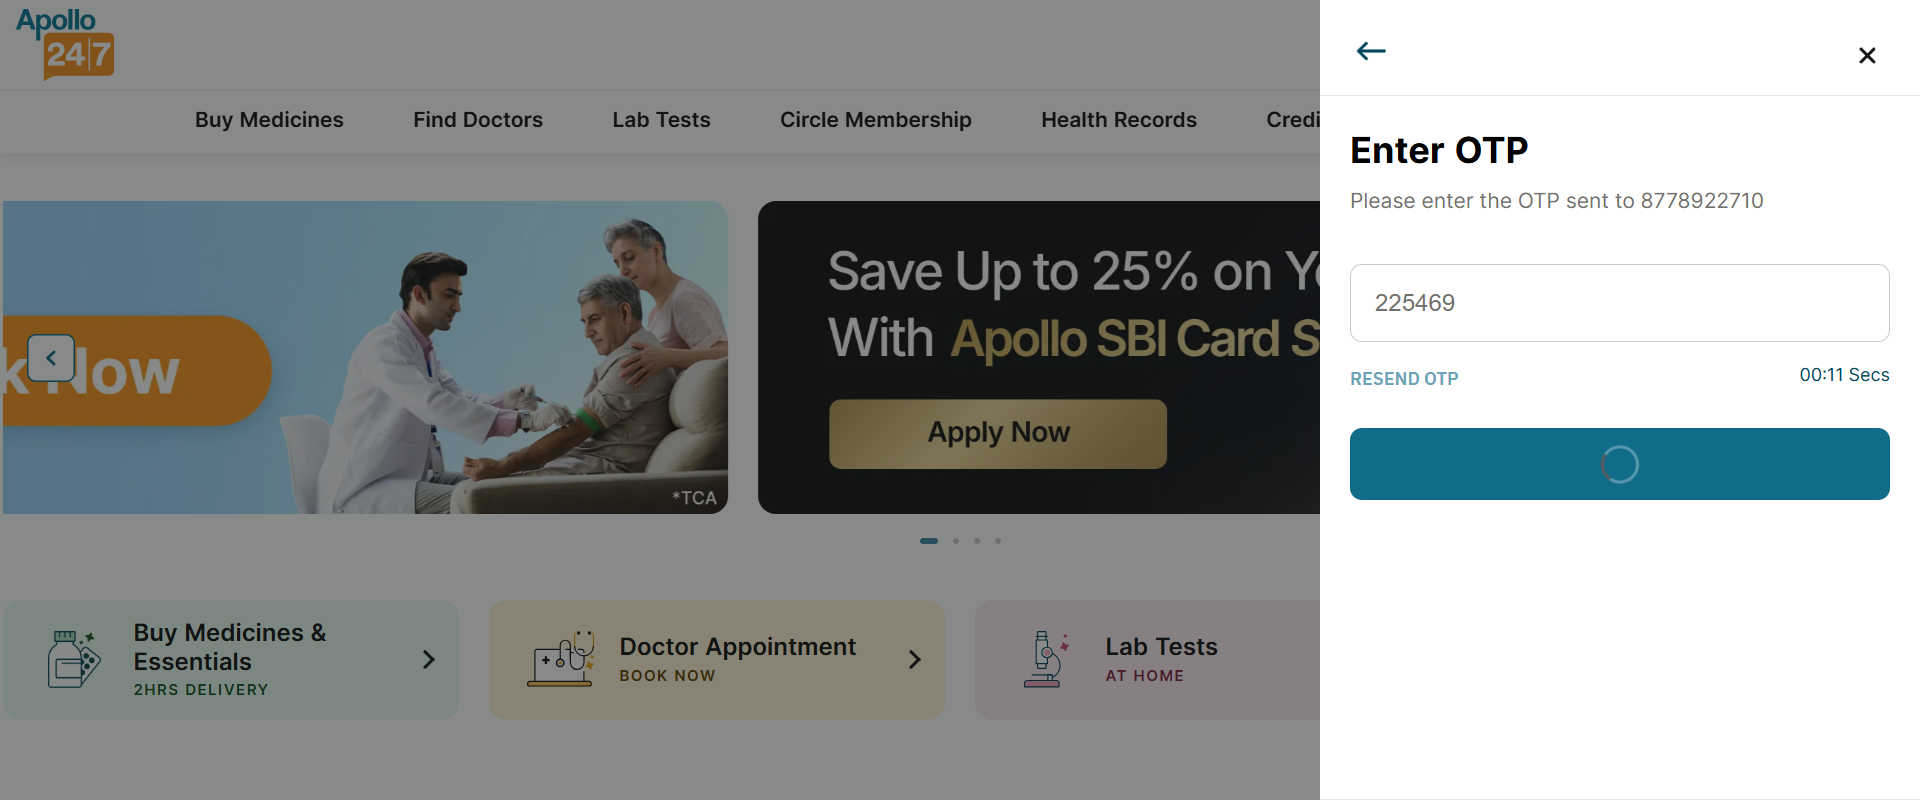 Apollo
24|7
Buy Medicines
Find Doctors
Lab Tests
Circle Membership
Health Records
Credi
k Now
*TCA
Save Up to 25% on Yo
With Apollo SBI Card S
Apply Now
Buy Medicines &
Essentials
2HRS DELIVERY
Doctor Appointment
BOOK NOW
Lab Tests
AT HOME
Enter OTP
Please enter the OTP sent to 8778922710
225469
RESEND OTP
00:11 Secs